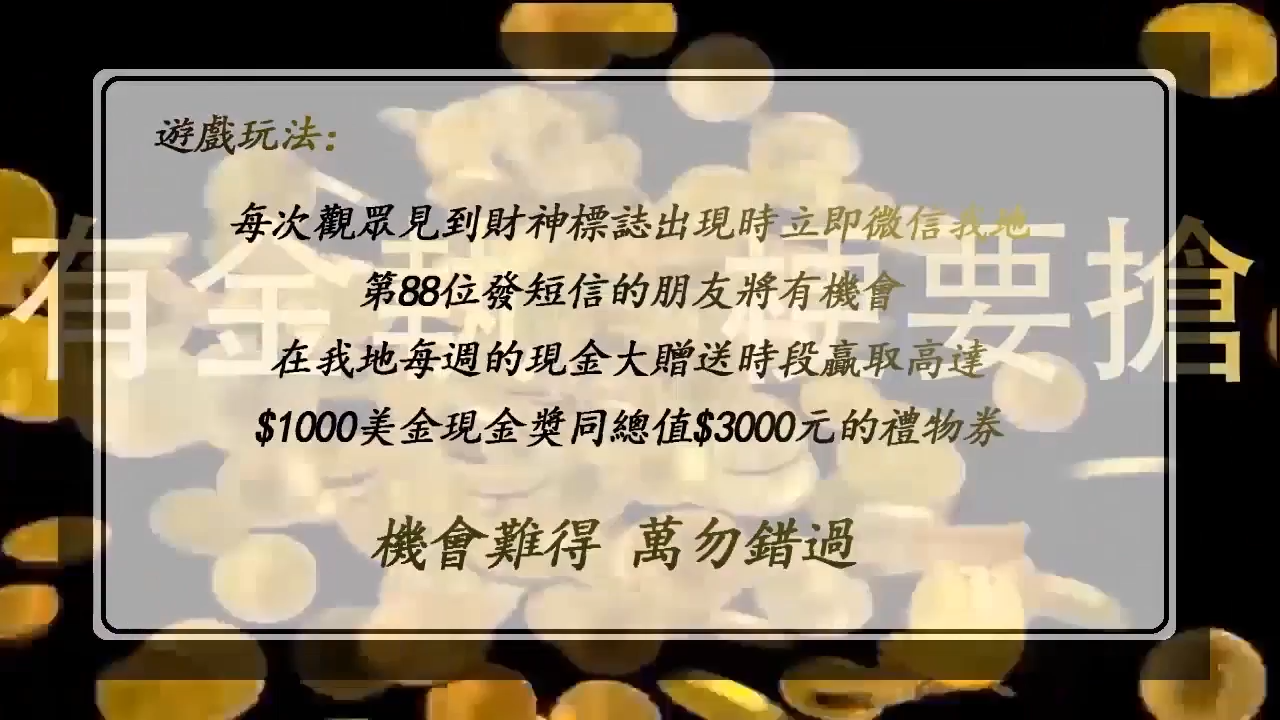 遊戲玩法:
每次觀眾見到財神標誌出現時立即微信我地
有金 要搶
第88位發短信的朋友將有機會
在我地每週的現金大贈送時段贏取高達
$1000美金現金獎同總值$3000元的禮物券
機會難得 萬勿錯過